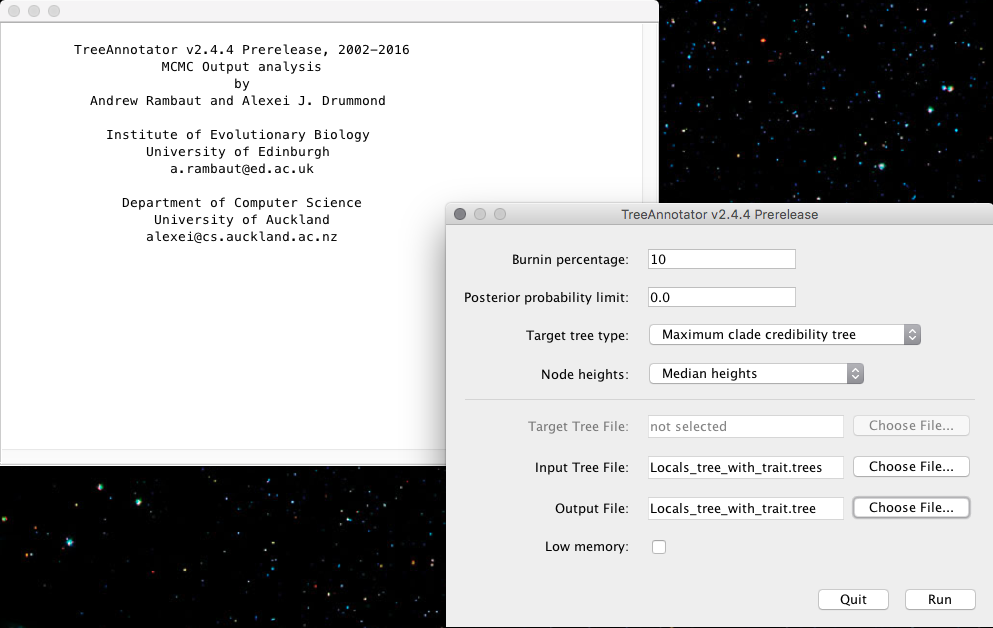 TreeAnnotator v2.4.4 Prerelease, 2002-2016
MCMC Output analysis
by
Andrew Rambaut and Alexei J. Drummond
Institute of Evolutionary Biology
University of Edinburgh
a.rambaut@ed.ac.uk
Department of Computer Science
University of Auckland
alexei@cs.auckland.ac.nz
TreeAnnotator v2.4.4 Prerelease
Burnin percentage: 10
Posterior probability limit: 0.0
Target tree type: Maximum clade credibility tree
Node heights: Median heights
Target Tree File: not selected Choose File...
Input Tree File: Locals_tree_with_trait.trees Choose File...
Output File: Locals_tree_with_trait.tree Choose File...
Low memory:
Quit Run